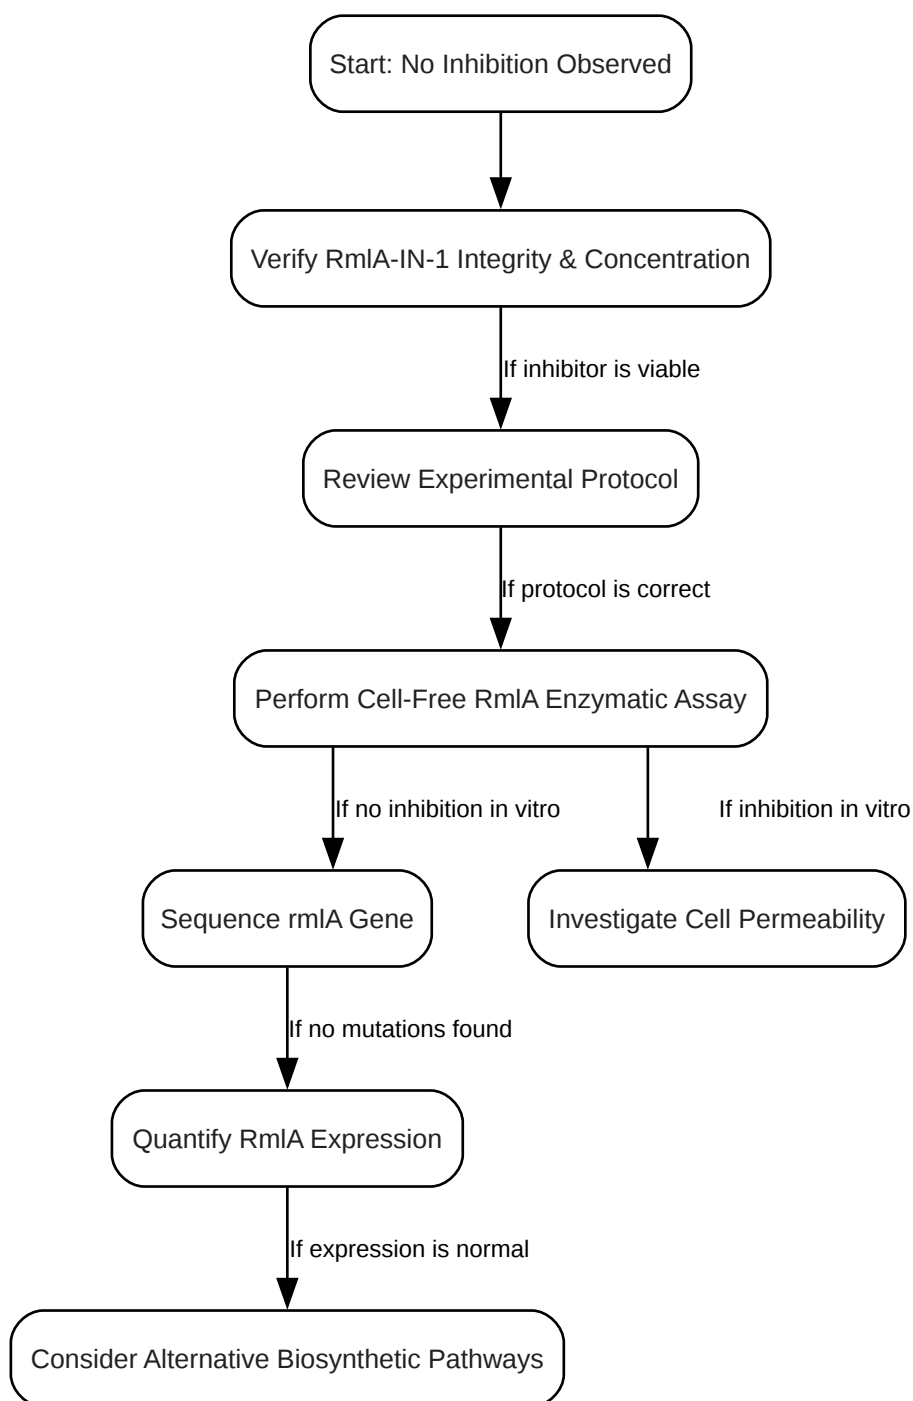 Start: No Inhibition Observed
Verify RmlA-IN-1 Integrity & Concentration
If inhibitor is viable
Review Experimental Protocol
If protocol is correct
Perform Cell-Free RmlA Enzymatic Assay
If no inhibition in vitro
If inhibition in vitro
Sequence rmlA Gene
Investigate Cell Permeability
If no mutations found
Quantify RmlA Expression
If expression is normal
Consider Alternative Biosynthetic Pathways